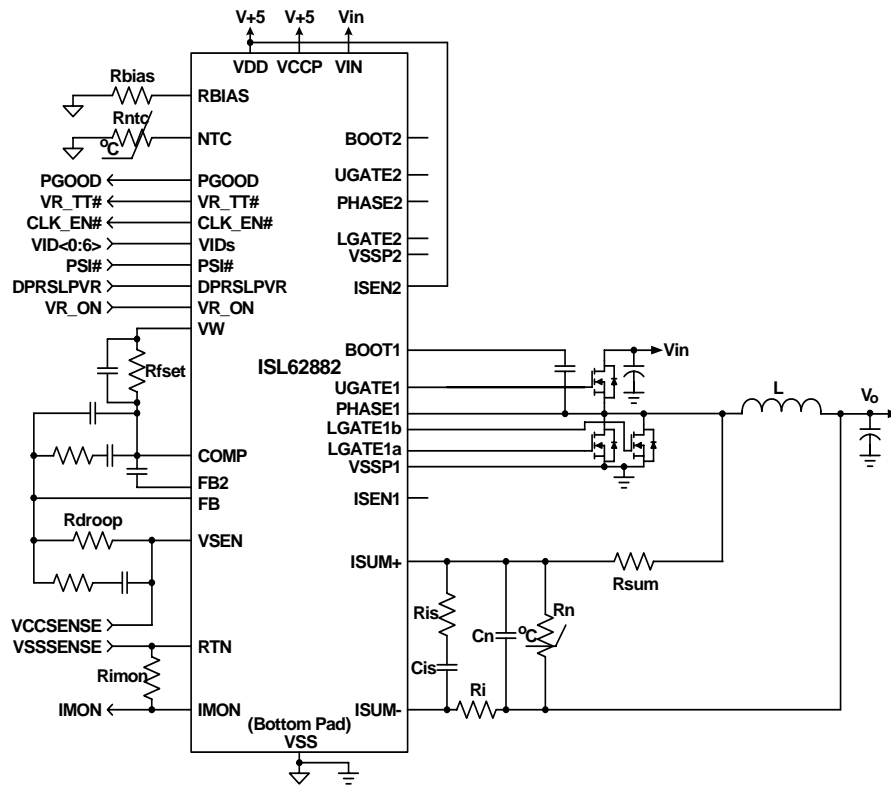 V+5 V+5 Vin
VDD VCCP VIN
Rbias
RBIAS
Rntc
°C
NTC
BOOT2
UGATE2
PGOOD PGOOD
VR_TT# VR_TT#
PHASE2
CLK_EN# CLK_EN#
LGATE2
VID<0:6> VIDs
VSSP2
PSI# PSI#
DPRSLPVR DPRSLPVR
ISEN2
VR_ON VR_ON
VW
BOOT1
Vin
Rfset
ISL62882
UGATE1
L
Vo
PHASE1
LGATE1b
LGATE1a
COMP
VSSP1
FB2
FB
ISEN1
Rdroop
VSEN
ISUM+
Rsum
Ris
Cn
°C
Rn
VCCSENSE
VSSSENSE RTN
Rimon
Cis
Ri
IMON IMON
ISUM-
(Bottom Pad)
VSS